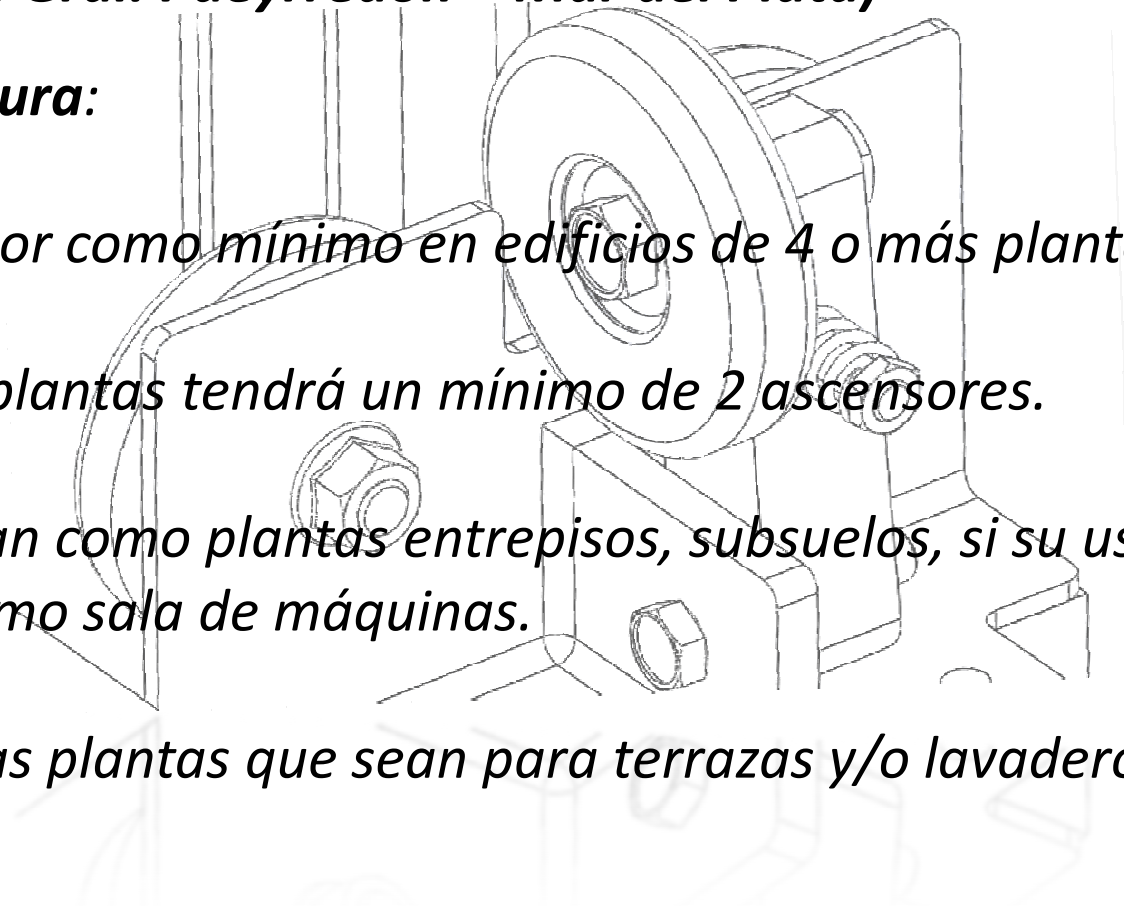 ura:
or como mínimo en edificios de 4 o más plant
plantas tendrá un mínimo de 2 ascensores.
an como plantas entrepisos, subsuelos, si su us
mo sala de máquinas.
as plantas que sean para terrazas y/o lavadero